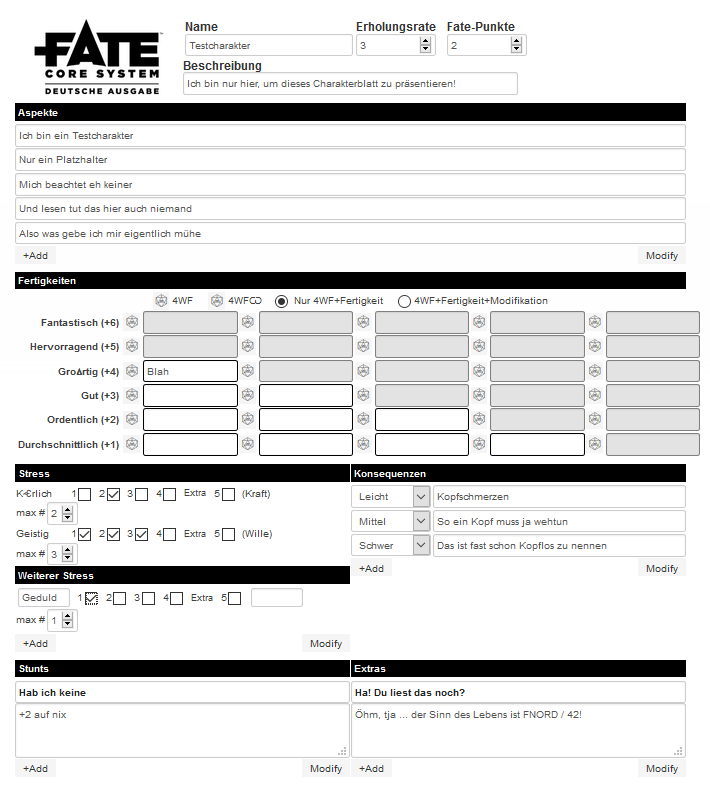 FATE™
CORE SYSTEM
DEUTSCHE AUSGABE
Name Erholungsrate Fate-Punkte
Testcharakter 3 2
Beschreibung
Ich bin nur hier, um dieses Charakterblatt zu präsentieren!
Aspekte
Ich bin ein Testcharakter
Nur ein Platzhalter
Mich beachtet eh keiner
Und lesen tut das hier auch niemand
Also was gebe ich mir eigentlich mühe
+Add Modify
Fertigkeiten
4WF 4WF Nur 4WF+Fertigkeit 4WF+Fertigkeit+Modifikation
Fantastisch (+6)
Hervorragend (+5)
(+4) Blah
Gut (+3)
Ordentlich (+2)
Durchschnittlich (+1)
Stress
K÷€rlich 1 2 3 4 Extra 5 (Kraft)
max # 2
Geistig 1 2 3 4 Extra 5 (Wille)
max # 3
Weiterer Stress
Geduld 1 2 3 4 Extra 5
max # 1
+Add Modify
Konsequenzen
Leicht Kopfschmerzen
Mittel So ein Kopf muss ja wehtun
Schwer Das ist fast schon Kopflos zu nennen
+Add Modify
Stunts
Hab ich keine
+2 auf nix
+Add Modify
Extras
Ha! Du liest das noch?
Öhm, tja ... der Sinn des Lebens ist FNORD / 42!
+Add Modify